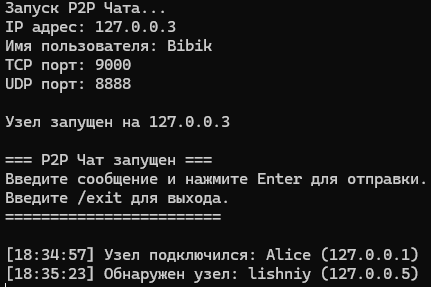 Запуск P2P Чата...
IP адрес: 127.0.0.3
Имя пользователя: Bibik
TCP порт: 9000
UDP порт: 8888
Узел запущен на 127.0.0.3
=== P2P Чат запущен ===
Введите сообщение и нажмите Enter для отправки.
Введите /exit для выхода.
========================
[18:34:57] Узел подключился: Alice (127.0.0.1)
[18:35:23] Обнаружен узел: lishniy (127.0.0.5)